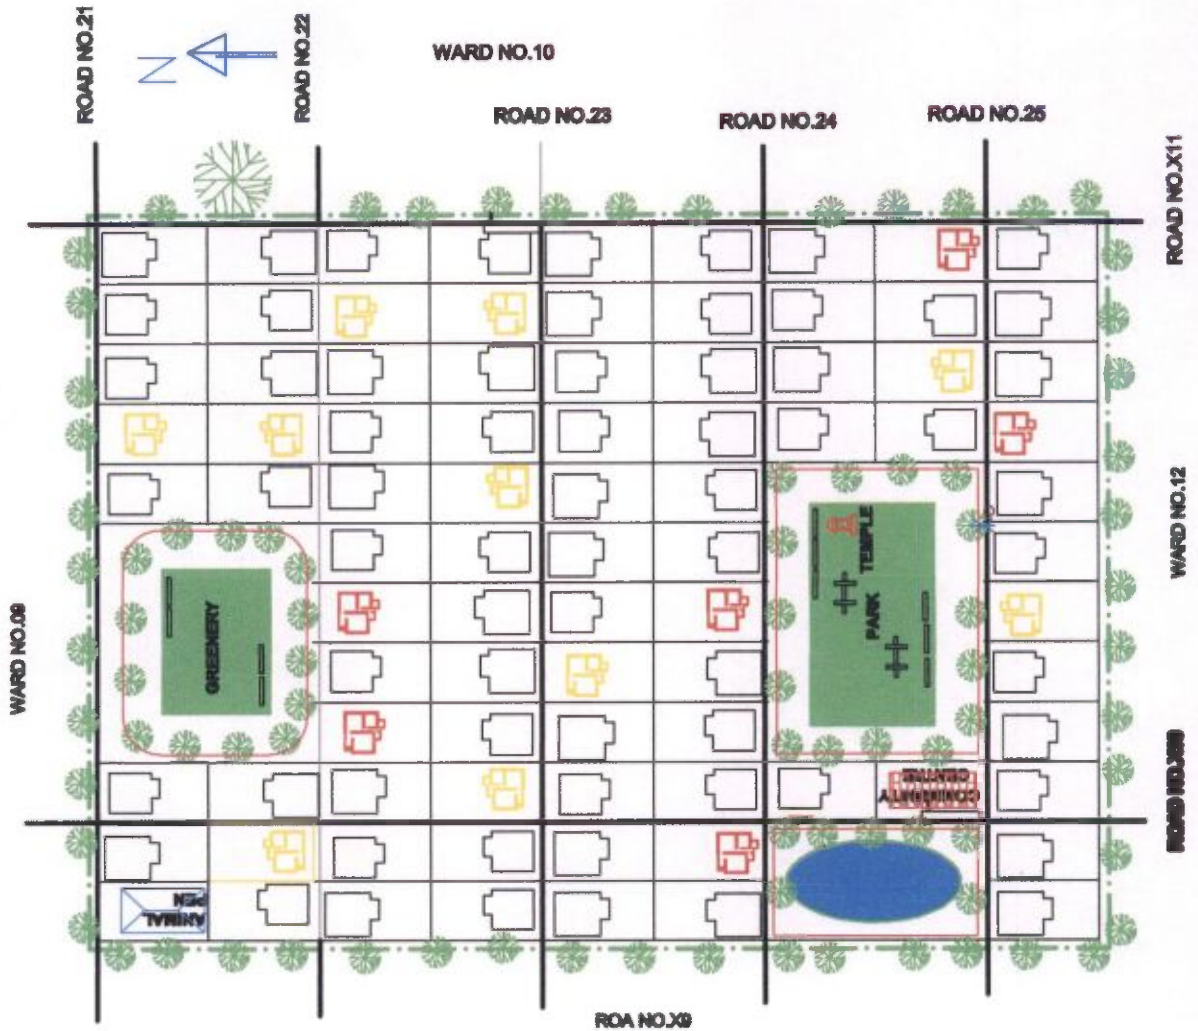 ROAD NO.21
N
ROAD NO.22
WARD NO.10
ROAD NO.23
ROAD NO.24
ROAD NO.25
ROAD NO.X11
WARD NO.12
WARD NO.09
GREENERY
TEMPLE
PARK
COMMUNITY
CENTRE
ANIMAL
PEN
ROA NO.X9